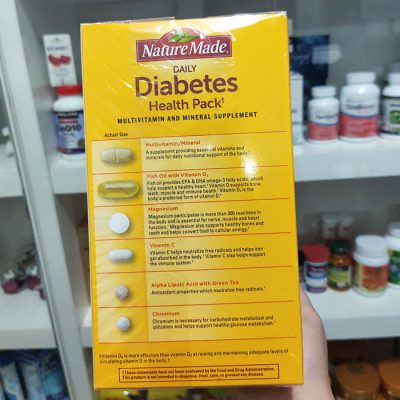 Nature Made®
DAILY
Diabetes
Health Pack†
MULTIVITAMIN AND MINERAL SUPPLEMENT
Actual Size
Multivitamin/Mineral
A supplement providing essential vitamins and
minerals for daily nutritional support of the body.†
Fish Oil with Vitamin D₃
Fish oil provides EPA & DHA omega-3 fatty acids, which
help support a healthy heart.† Vitamin D supports bone,
teeth, muscle and immune health.† Vitamin D₃ is the
body's preferred form of vitamin D.‡
Magnesium
Magnesium participates in more than 300 reactions in
the body and is essential for nerve, muscle and heart
function.† Magnesium also supports healthy bones and
teeth and helps convert food to cellular energy.†
Vitamin C
Vitamin C helps neutralize free radicals and helps iron
get absorbed in the body.† Vitamin C also helps support
the immune system.†
Alpha Lipoic Acid with Green Tea
Antioxidant properties which neutralize free radicals.†
Chromium
Chromium is necessary for carbohydrate metabolism and
utilization and helps support healthy glucose metabolism.†
‡Vitamin D₃ is more effective than vitamin D₂ at raising and maintaining adequate levels of
circulating vitamin D in the body.†
†These statements have not been evaluated by the Food and Drug Administration.
This product is not intended to diagnose, treat, cure, or prevent any disease.
Q10